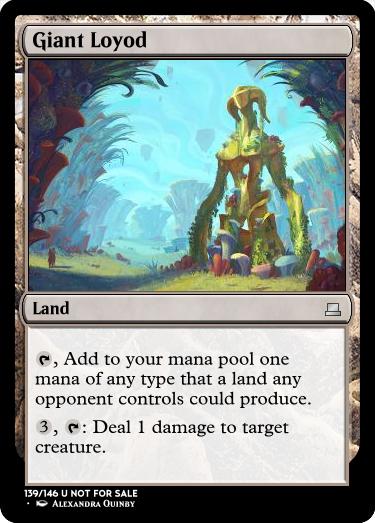 Giant Loyod
Land
, Add to your mana pool one
mana of any type that a land any
opponent controls could produce.
3, : Deal 1 damage to target
creature.
139/146 U NOT FOR SALE
· Alexandra Quinby